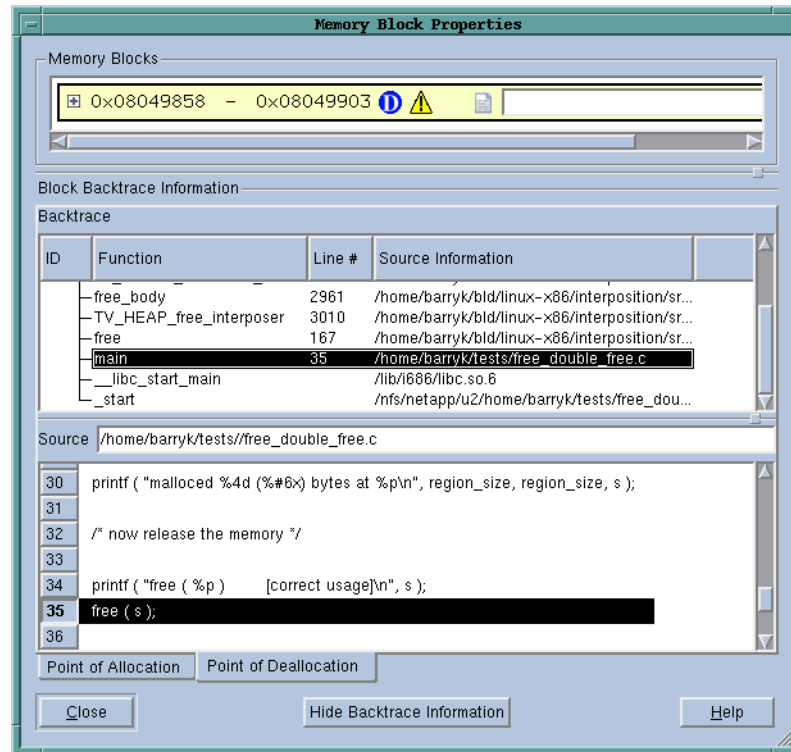 Memory Block Properties
Memory Blocks
0x08049858 - 0x08049903
Block Backtrace Information
Backtrace
ID Function Line # Source Information
free_body 2961 /home/barryk/bld/linux-x86/interposition/sr...
TV_HEAP_free_interposer 3010 /home/barryk/bld/linux-x86/interposition/sr...
free 167 /home/barryk/bld/linux-x86/interposition/sr...
main 35 /home/barryk/tests/free_double_free.c
__libc_start_main /lib/i686/libc.so.6
_start /nfs/netapp/u2/home/barryk/tests/free_dou...
Source /home/barryk/tests//free_double_free.c
30 printf ( "malloced %4d (%#6x) bytes at %p\n", region_size, region_size, s );
31
32 /* now release the memory */
33
34 printf ( "free ( %p ) [correct usage]\n", s );
35 free ( s );
36
Point of Allocation Point of Deallocation
Close Hide Backtrace Information Help